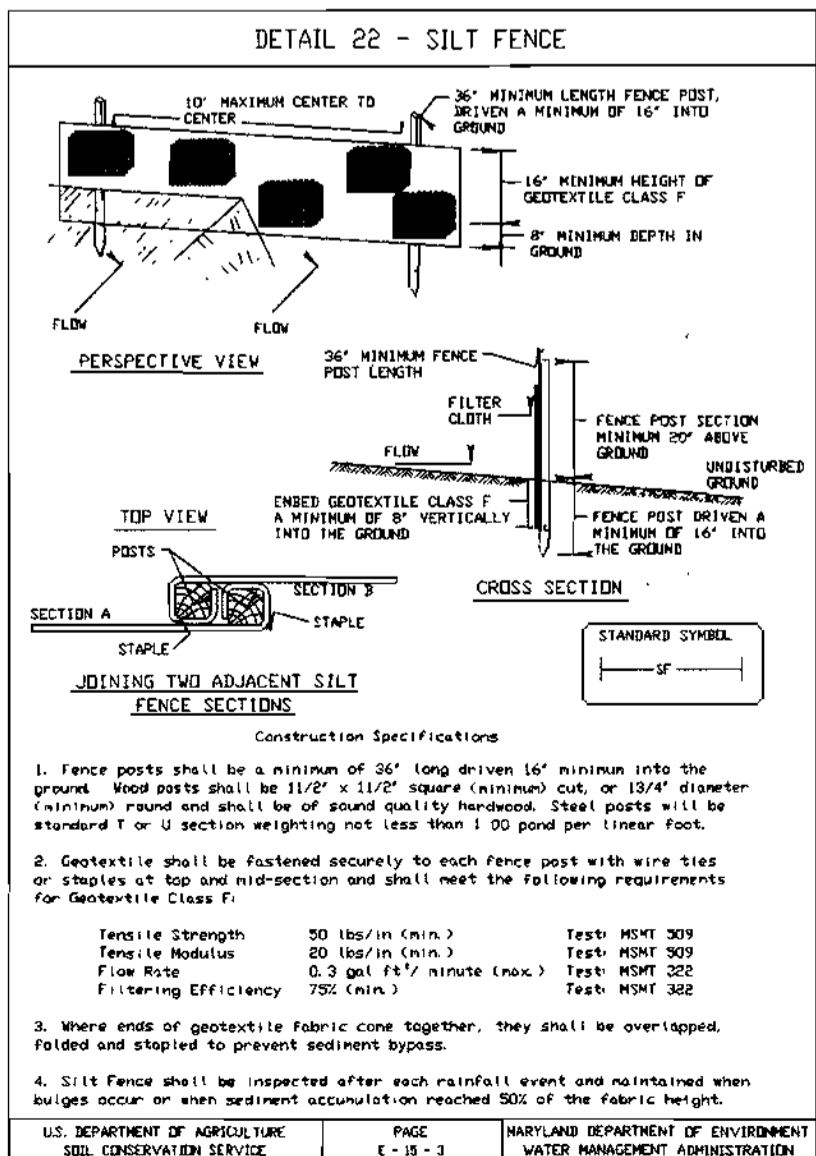 DETAIL 22 - SILT FENCE
10' MAXIMUM CENTER TO
CENTER
36" MINIMUM LENGTH FENCE POST,
DRIVEN A MINIMUM OF 16" INTO
GROUND
16" MINIMUM HEIGHT OF
GEOTEXTILE CLASS F
8" MINIMUM DEPTH IN
GROUND
FLOW
FLOW
PERSPECTIVE VIEW
36" MINIMUM FENCE
POST LENGTH
FILTER
CLOTH
FLOW
FENCE POST SECTION
MINIMUM 20" ABOVE
GROUND
UNDISTURBED
GROUND
EMBED GEOTEXTILE CLASS F
A MINIMUM OF 8" VERTICALLY
INTO THE GROUND
FENCE POST DRIVEN A
MINIMUM OF 16" INTO
THE GROUND
CROSS SECTION
TOP VIEW
POSTS
SECTION B
SECTION A
STAPLE
STAPLE
JOINING TWO ADJACENT SILT
FENCE SECTIONS
STANDARD SYMBOL
SF
Construction Specifications
1. Fence posts shall be a minimum of 36" long driven 16" minimum into the
ground. Wood posts shall be 11/2" x 11/2" square (minimum) cut, or 13/4" diameter
(minimum) round and shall be of sound quality hardwood. Steel posts will be
standard T or U section weighting not less than 1.00 pond per linear foot.
2. Geotextile shall be fastened securely to each fence post with wire ties
or staples at top and mid-section and shall meet the following requirements
for Geotextile Class F:
Tensile Strength 50 lbs/in (min.) Test: MSMT 509
Tensile Modulus 20 lbs/in (min.) Test: MSMT 509
Flow Rate 0.3 gal ft²/ minute (max.) Test: MSMT 322
Filtering Efficiency 75% (min.) Test: MSMT 322
3. Where ends of geotextile fabric come together, they shall be overlapped,
folded and stapled to prevent sediment bypass.
4. Silt Fence shall be inspected after each rainfall event and maintained when
bulges occur or when sediment accumulation reached 50% of the fabric height.
U.S. DEPARTMENT OF AGRICULTURE
SOIL CONSERVATION SERVICE
PAGE
E - 15 - 3
MARYLAND DEPARTMENT OF ENVIRONMENT
WATER MANAGEMENT ADMINISTRATION